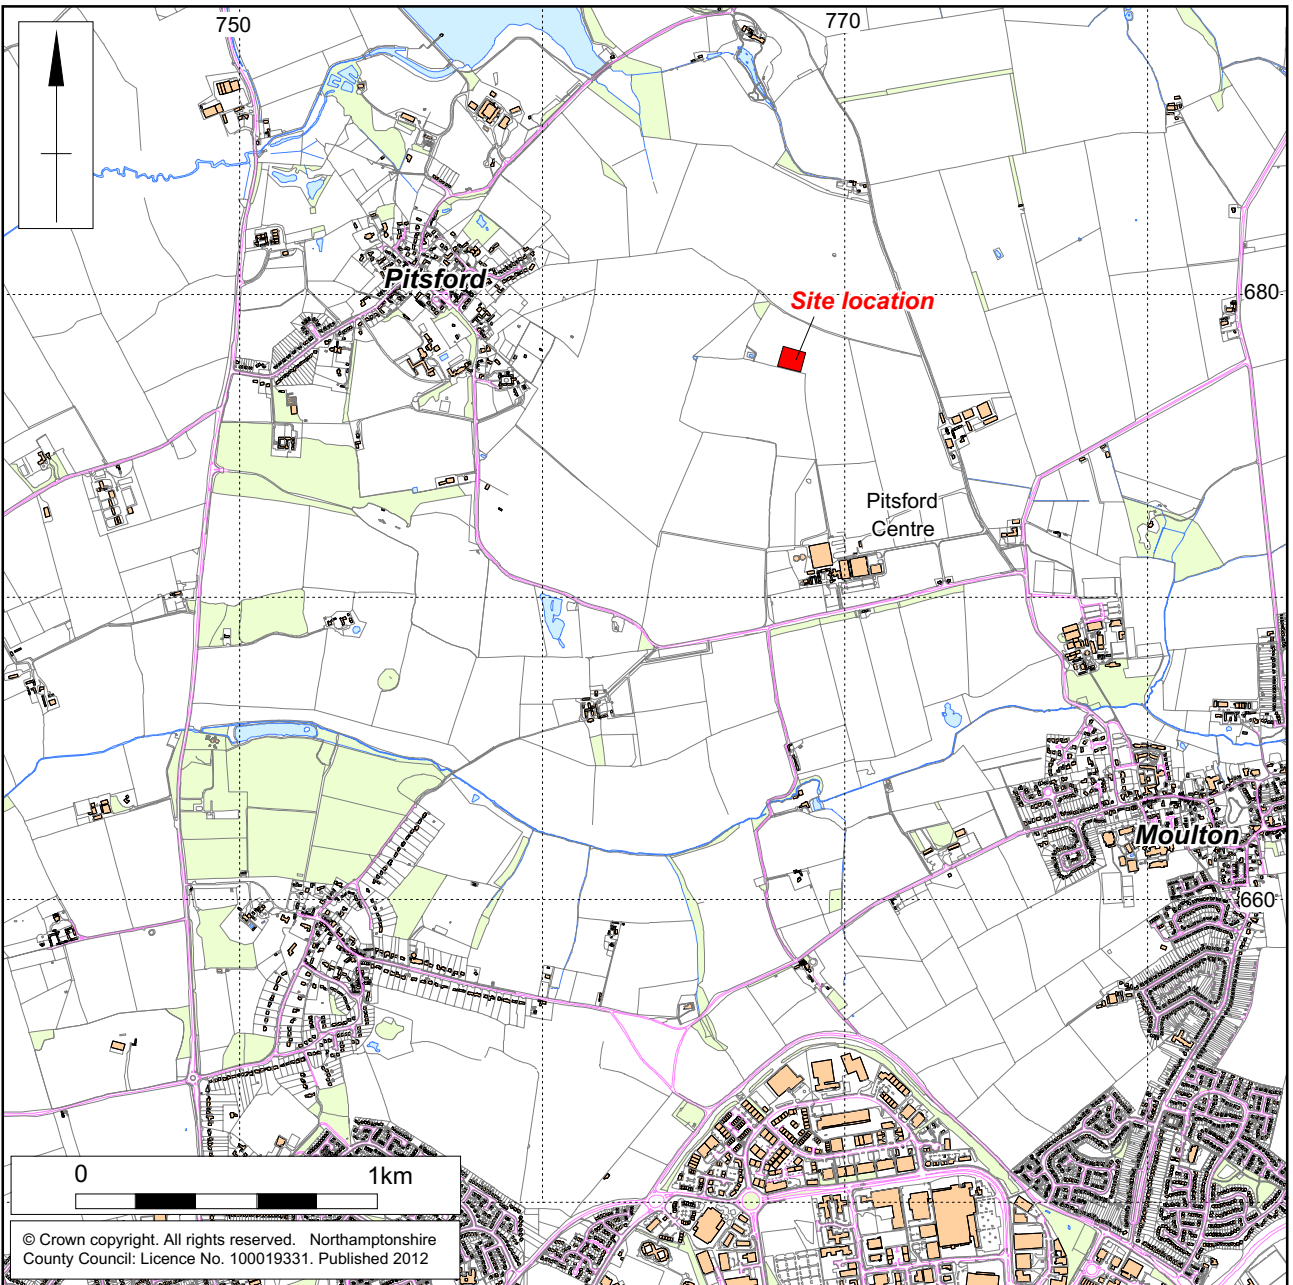 750
770
Pitsford
680
Site location
Pitsford
Centre
Moulton
660
0
1km
© Crown copyright. All rights reserved. Northamptonshire
County Council: Licence No. 100019331. Published 2012